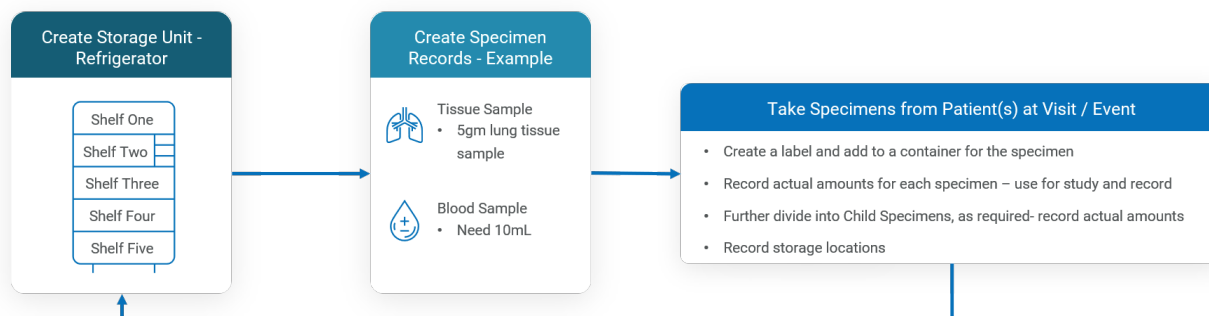 Create Storage Unit -
Refrigerator
Shelf One
Shelf Two
Shelf Three
Shelf Four
Shelf Five
Create Specimen
Records - Example
Tissue Sample
• 5gm lung tissue
sample
Blood Sample
• Need 10mL
Take Specimens from Patient(s) at Visit / Event
• Create a label and add to a container for the specimen
• Record actual amounts for each specimen – use for study and record
• Further divide into Child Specimens, as required- record actual amounts
• Record storage locations